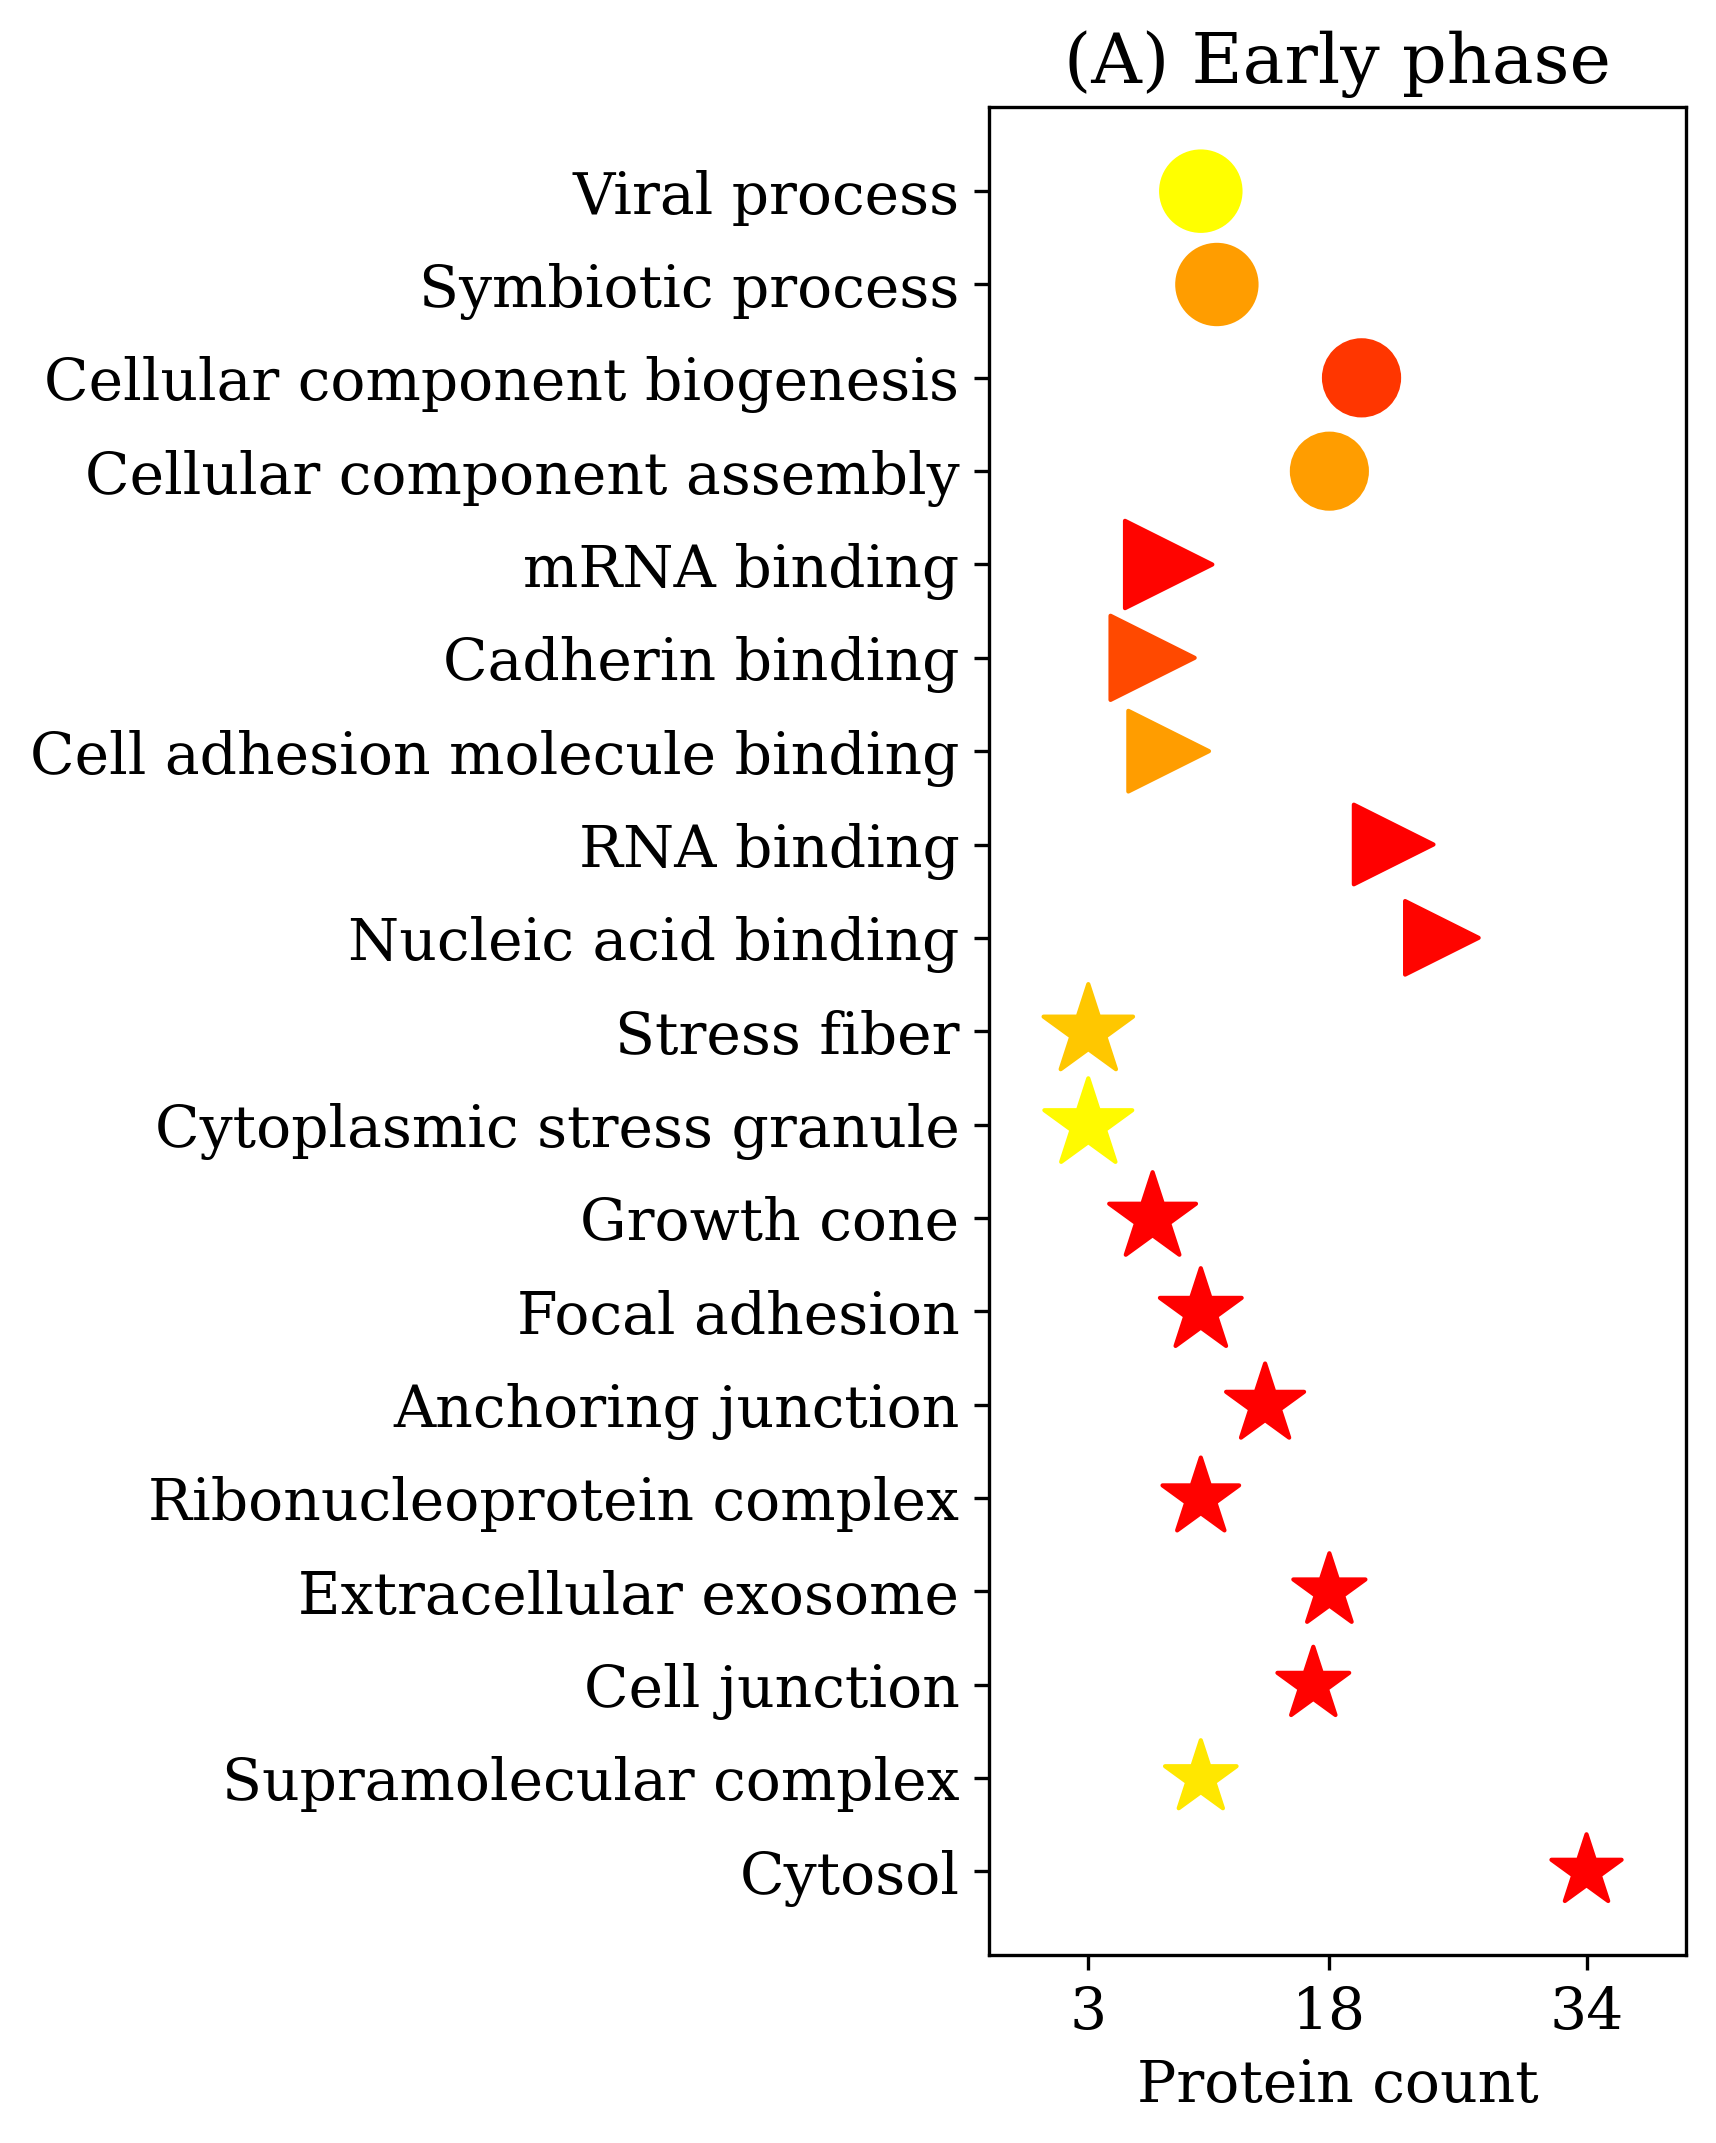 (A) Early phase
Viral process
Symbiotic process
Cellular component biogenesis
Cellular component assembly
mRNA binding
Cadherin binding
Cell adhesion molecule binding
RNA binding
Nucleic acid binding
Stress fiber
Cytoplasmic stress granule
Growth cone
Focal adhesion
Anchoring junction
Ribonucleoprotein complex
Extracellular exosome
Cell junction
Supramolecular complex
Cytosol
3 18 34
Protein count